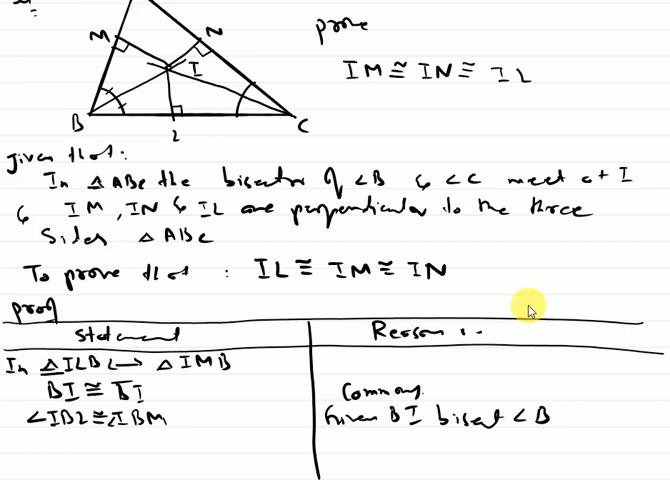 prove
IM ≅ IN ≅ IL
M
N
I
B
L
C
Given that:
In △ABC the bisector of ∠B & ∠C meet at I
& IM, IN & IL are perpendicular to the three
Sides △ABC
To prove that : IL ≅ IM ≅ IN
proof
Statement
Reason :.
In △ILB ↔ △IMB
BI ≅ BI
Common.
∠IBL ≅ ∠IBM
Given BI bisect ∠B